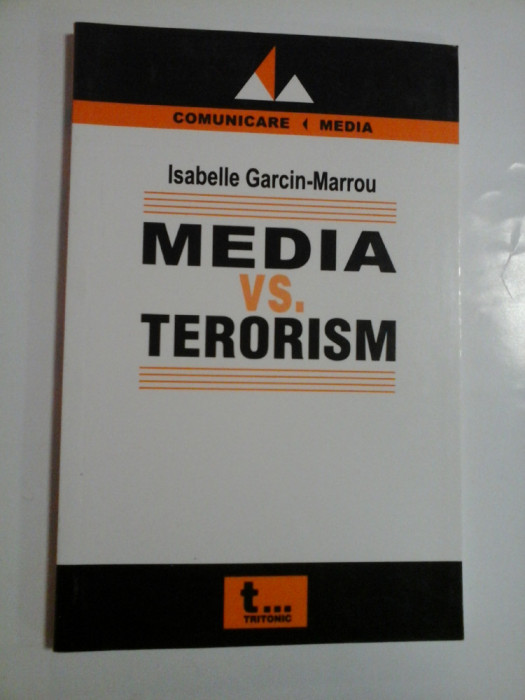 COMUNICARE MEDIA
Isabelle Garcin-Marrou
MEDIA
VS.
TERORISM
t...
TRITONIC